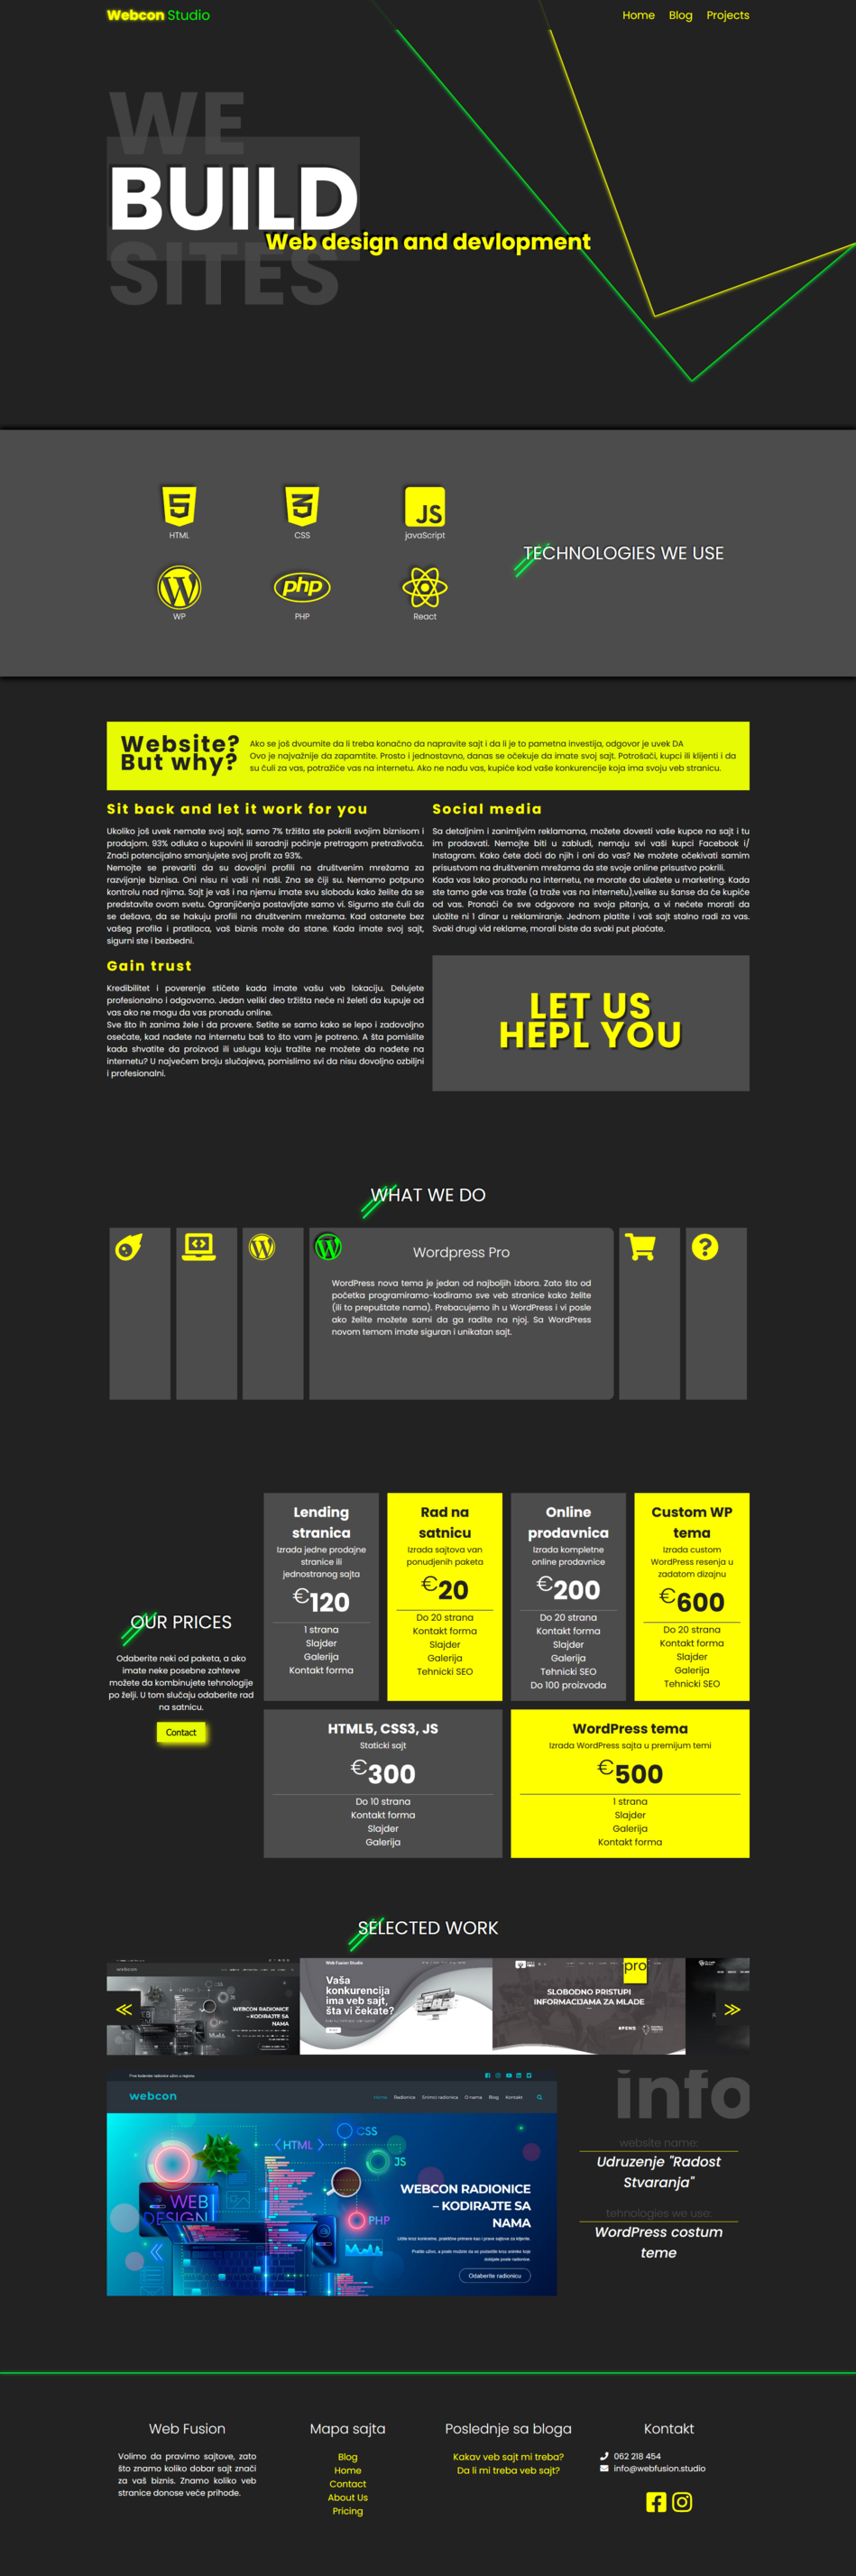 Webcon Studio
Home Blog Projects
WE
BUILD
SITES
Web design and devlopment
HTML
CSS
javaScript
WP
PHP
React
TECHNOLOGIES WE USE
Website?
But why?
Ako se još dvoumite da li treba konačno da napravite sajt i da li je to pametna investija, odgovor je uvek DA
Ovo je najvažnije da zapamtite. Prosto i jednostavno, danas se očekuje da imate svoj sajt. Potrošači, kupci ili klijenti i da
su čuli za vas, potražiće vas na internetu. Ako ne nađu vas, kupiće kod vaše konkurencije koja ima svoju veb stranicu.
Sit back and let it work for you
Ukoliko još uvek nemate svoj sajt, samo 7% tržišta ste pokrili svojim biznisom i
prodajom. 93% odluka o kupovini ili saradnji počinje pretragom pretraživača.
Znači potencijalno smanjujete svoj profit za 93%.
Nemojte se prevariti da su dovoljni profili na društvenim mrežama za
razvijanje biznisa. Oni nisu ni vaši ni naši. Zna se čiji su. Nemamo potpuno
kontrolu nad njima. Sajt je vaš i na njemu imate svu slobodu kako želite da se
predstavite ovom svetu. Ogranjičenja postavljate samo vi. Sigurno ste čuli da
se dešava, da se hakuju profili na društvenim mrežama. Kad ostanete bez
vašeg profila i pratilaca, vaš biznis može da stane. Kada imate svoj sajt,
sigurni ste i bezbedni.
Social media
Sa detaljnim i zanimljvim reklamama, možete dovesti vaše kupce na sajt i tu
im prodavati. Nemojte biti u zabludi, nemaju svi vaši kupci Facebook i/
Instagram. Kako ćete doći do njih i oni do vas? Ne možete očekivati samim
prisustvom na društvenim mrežama da ste svoje online prisustvo pokrili.
Kada vas lako pronađu na internetu, ne morate da ulažete u marketing. Kada
ste tamo gde vas traže (a traže vas na internetu),velike su šanse da će kupiće
od vas. Pronaći će sve odgovore na svoja pitanja, a vi nećete morati da
uložite ni 1 dinar u reklamiranje. Jednom platite i vaš sajt stalno radi za vas.
Svaki drugi vid reklame, morali biste da svaki put plaćate.
Gain trust
Kredibilitet i poverenje stičete kada imate vašu veb lokaciju. Delujete
profesionalno i odgovorno. Jedan veliki deo tržišta neće ni želeti da kupuje od
vas ako ne mogu da vas pronađu online.
Sve što ih zanima žele i da provere. Setite se samo kako se lepo i zadovoljno
osećate, kad nađete na internetu baš to što vam je potreno. A šta pomislite
kada shvatite da proizvod ili uslugu koju tražite ne možete da nađete na
internetu? U najvećem broju slučajeva, pomislimo svi da nisu dovoljno ozbiljni
i profesionalni.
LET US
HEPL YOU
WHAT WE DO
Wordpress Pro
WordPress nova tema je jedan od najboljih izbora. Zato što od
početka programiramo-kodiramo sve veb stranice kako želite
(ili to prepuštate nama). Prebacujemo ih u WordPress i vi posle
ako želite možete sami da ga radite na njoj. Sa WordPress
novom temom imate siguran i unikatan sajt.
OUR PRICES
Odaberite neki od paketa, a ako
imate neke posebne zahteve
možete da kombinujete tehnologije
po želji. U tom slučaju odaberite rad
na satnicu.
Contact
Lending
stranica
Izrada jedne prodajne
stranice ili
jednostranog sajta
€120
1 strana
Slajder
Galerija
Kontakt forma
Rad na
satnicu
Izrada sajtova van
ponudjenih paketa
€20
Do 20 strana
Kontakt forma
Slajder
Galerija
Tehnicki SEO
Online
prodavnica
Izrada kompletne
online prodavnice
€200
Do 20 strana
Kontakt forma
Slajder
Galerija
Tehnicki SEO
Do 100 proizvoda
Custom WP
tema
Izrada custom
WordPress resenja u
zadatom dizajnu
€600
Do 20 strana
Kontakt forma
Slajder
Galerija
Tehnicki SEO
HTML5, CSS3, JS
Staticki sajt
€300
Do 10 strana
Kontakt forma
Slajder
Galerija
WordPress tema
Izrada WordPress sajta u premijum temi
€500
1 strana
Slajder
Galerija
Kontakt forma
SELECTED WORK
WEBCON RADIONICE
– KODIRAJTE SA
NAMA
Web Fusion Studio
Vaša
konkurencija
ima veb sajt,
šta vi čekate?
pro
SLOBODNO PRISTUPI
INFORMACIJAMA ZA MLADE
webcon
Home Radionice Snimci radionica O nama Blog Kontakt
HTML
CSS
JS
PHP
WEB
DESIGN
WEBCON RADIONICE
– KODIRAJTE SA
NAMA
Odaberite radionicu
info
website name:
Udruzenje "Radost
Stvaranja"
tehnologies we use:
WordPress costum
teme
Web Fusion
Volimo da pravimo sajtove, zato
što znamo koliko dobar sajt znači
za vaš biznis. Znamo koliko veb
stranice donose veće prihode.
Mapa sajta
Blog
Home
Contact
About Us
Pricing
Poslednje sa bloga
Kakav veb sajt mi treba?
Da li mi treba veb sajt?
Kontakt
062 218 454
info@webfusion.studio